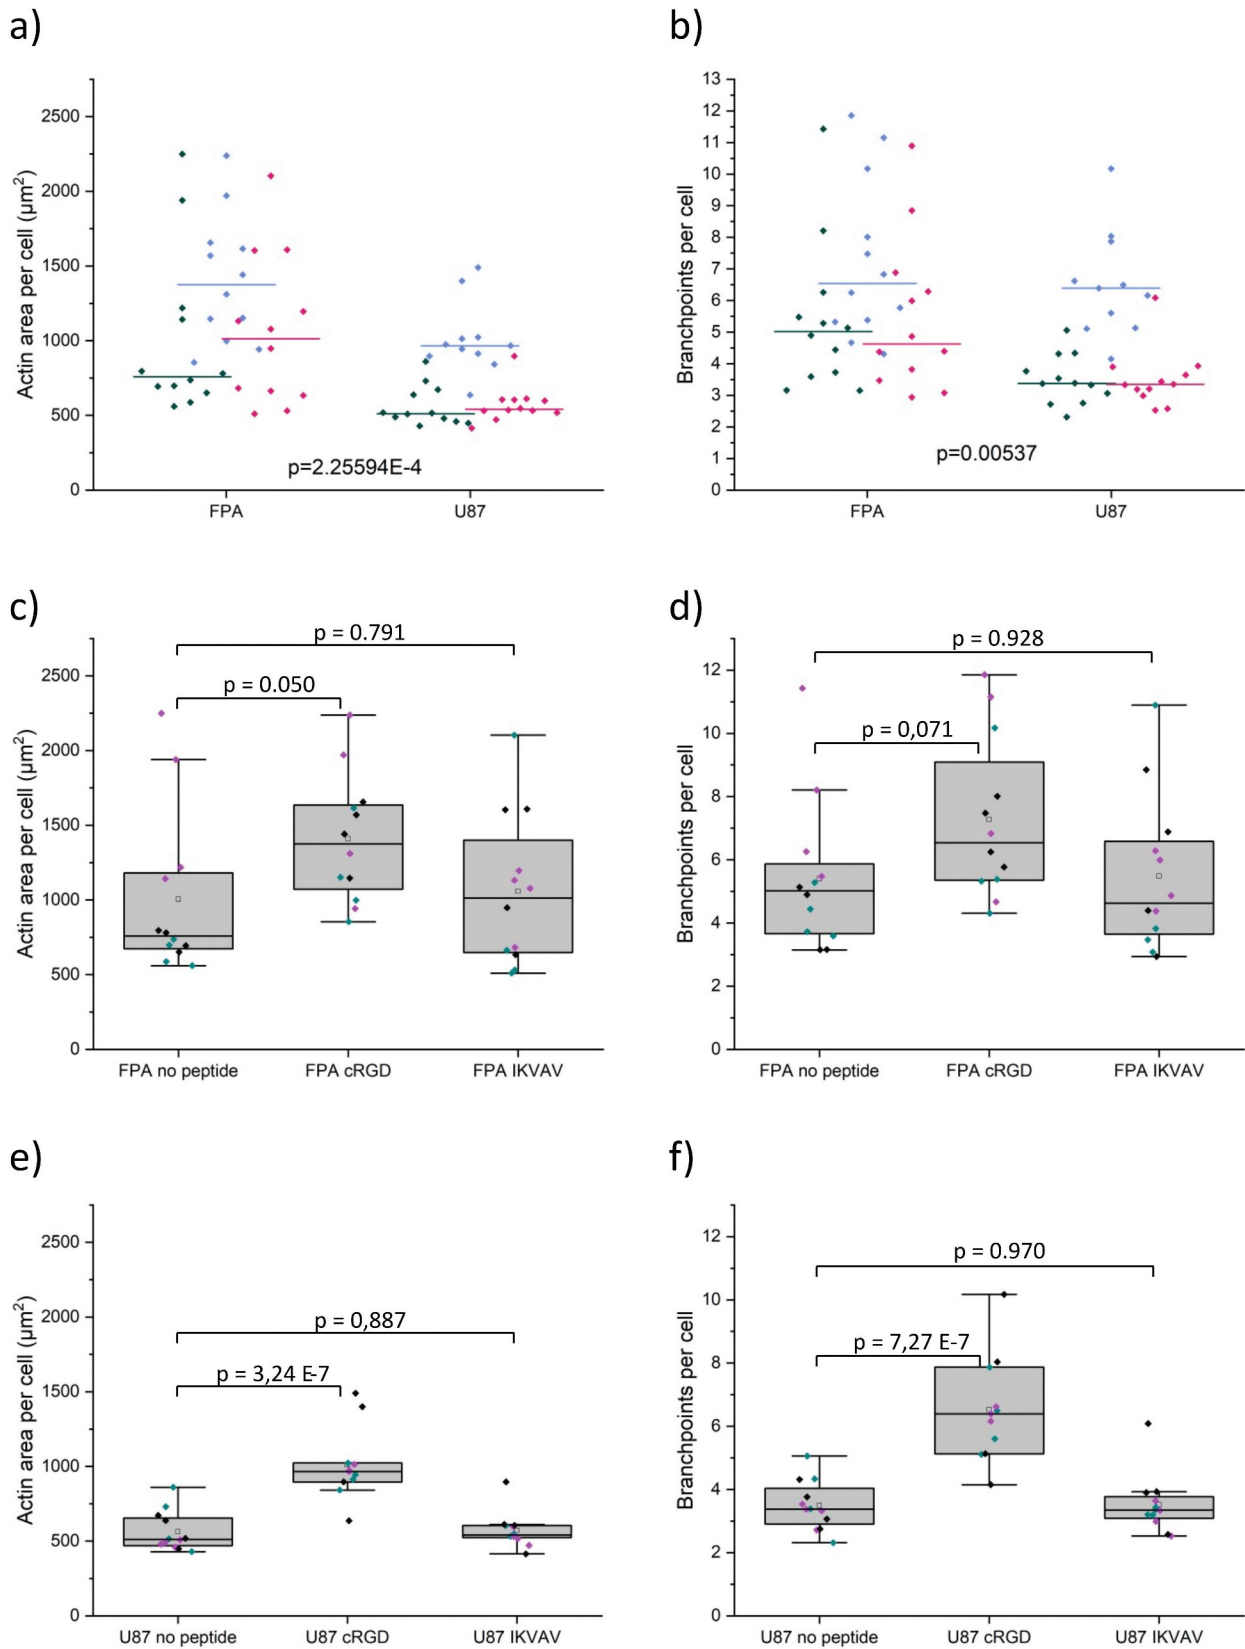 a)
2500
2000
1500
1000
500
0
Actin area per cell (µm²)
p=2.25594E-4
FPA
U87
b)
13
12
11
10
9
8
7
6
5
4
3
2
1
0
Branchpoints per cell
p=0.00537
FPA
U87
c)
p = 0.791
p = 0.050
2500
2000
1500
1000
500
0
Actin area per cell (µm²)
FPA no peptide
FPA cRGD
FPA IKVAV
d)
p = 0.928
p = 0,071
12
10
8
6
4
2
0
Branchpoints per cell
FPA no peptide
FPA cRGD
FPA IKVAV
e)
2500
2000
1500
1000
500
0
Actin area per cell (µm²)
p = 0,887
p = 3,24 E-7
U87 no peptide
U87 cRGD
U87 IKVAV
f)
12
10
8
6
4
2
0
Branchpoints per cell
p = 0.970
p = 7,27 E-7
U87 no peptide
U87 cRGD
U87 IKVAV